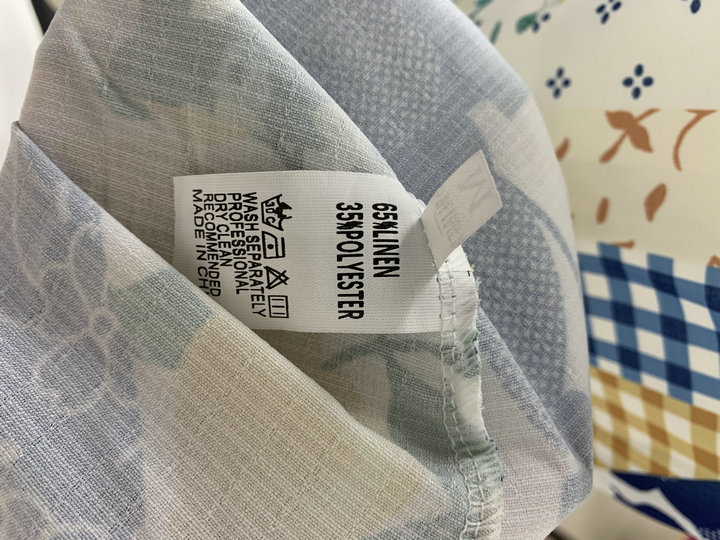 65%LINEN
35%POLYESTER
WASH SEPARATELY
PROFESSIONAL
DRY CLEAN
RECOMMENDED
MADE IN CH